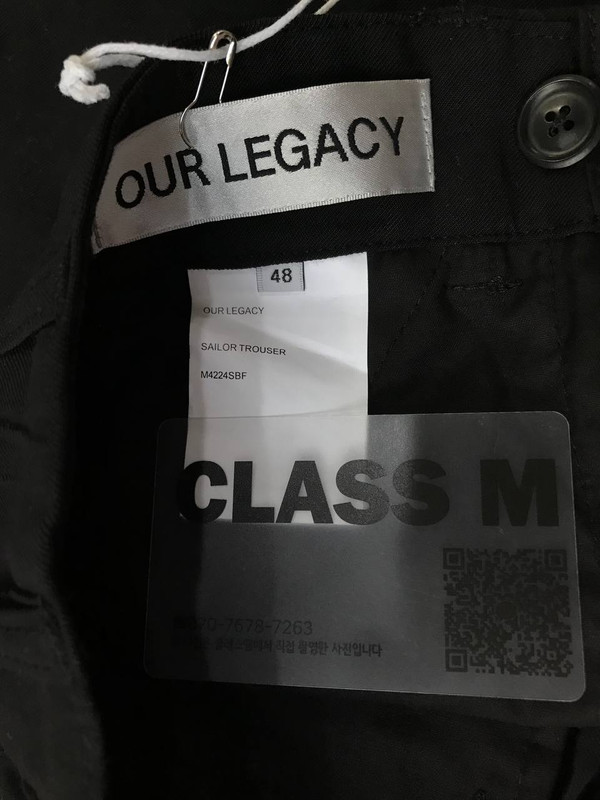 OUR LEGACY
48
OUR LEGACY
SAILOR TROUSER
M4224SBF
CLASS M
70-7678-7263
직접 촬영한 사진입니다